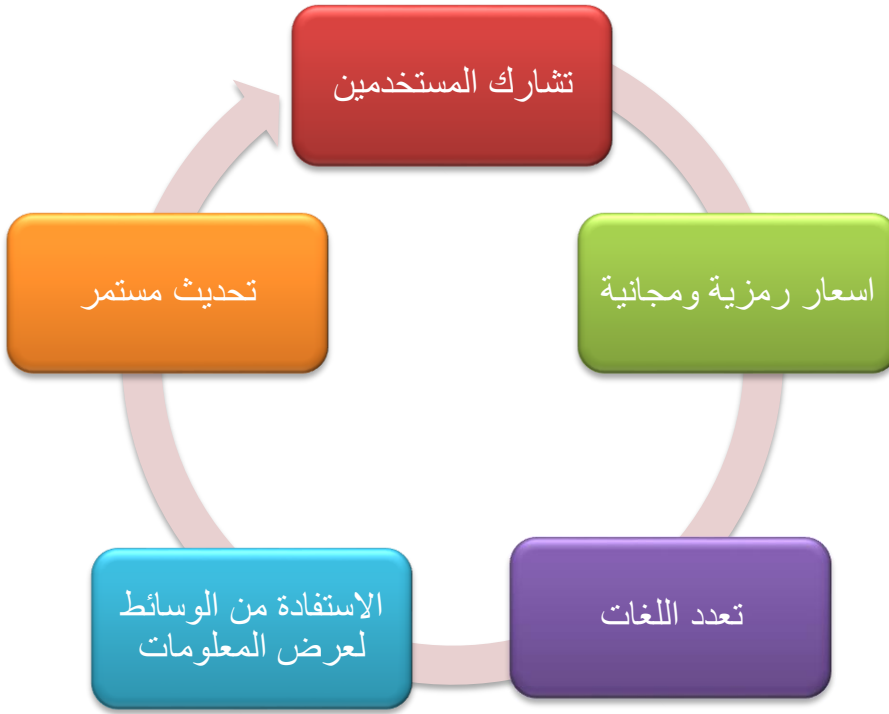 تشارك المستخدمين
اسعار رمزية ومجانية
تعدد اللغات
الاستفادة من الوسائط
لعرض المعلومات
تحديث مستمر